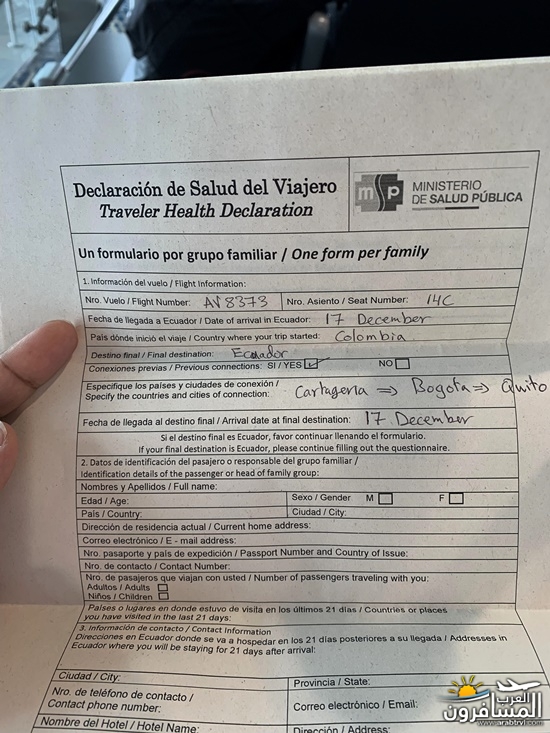 Declaración de Salud del Viajero
Traveler Health Declaration
msp
MINISTERIO
DE SALUD PÚBLICA
Un formulario por grupo familiar / One form per family
1. Información del vuelo / Flight Information:
Nro. Vuelo / Flight Number: AV 8373 Nro. Asiento / Seat Number: 14C
Fecha de llegada a Ecuador / Date of arrival in Ecuador: 17 December
País dónde inició el viaje / Country where your trip started: Colombia
Destino final / Final destination: Ecuador
Conexiones previas / Previous connections: SI / YES ☑ NO ☐
Especifique los países y ciudades de conexión /
Specify the countries and cities of connection: Cartagena ⇒ Bogota ⇒ Quito
Fecha de llegada al destino final / Arrival date at final destination: 17 December
Si el destino final es Ecuador, favor continuar llenando el formulario.
If your final destination is Ecuador, please continue filling out the questionnaire.
2. Datos de identificación del pasajero o responsable del grupo familiar /
Identification details of the passenger or head of family group:
Nombres y Apellidos / Full name:
Edad / Age: Sexo / Gender M ☐ F ☐
País / Country: Ciudad / City:
Dirección de residencia actual / Current home address:
Correo electrónico / E - mail address:
Nro. pasaporte y país de expedición / Passport Number and Country of Issue:
Nro. de contacto / Contact Number:
Nro. de pasajeros que viajan con usted / Number of passengers traveling with you:
Adultos / Adults ☐
Niños / Children ☐
Países o lugares en donde estuvo de visita en los últimos 21 días / Countries or places
you have visited in the last 21 days:
3. Información de contacto / Contact Information
Direcciones en Ecuador donde se va a hospedar en los 21 días posteriores a su llegada / Addresses in
Ecuador where you will be staying for 21 days after arrival:
Ciudad / City: Provincia / State:
Nro. de teléfono de contacto /
Contact phone number: Correo electrónico / Email:
Nombre del Hotel / Hotel Name: Dirección / Address:
العرب
المسافرون
www.arabtrvl.com